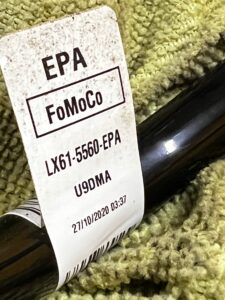 EPA
FoMoCo
LX61-5560-EPA
U9DMA
27/10/2020 03:37